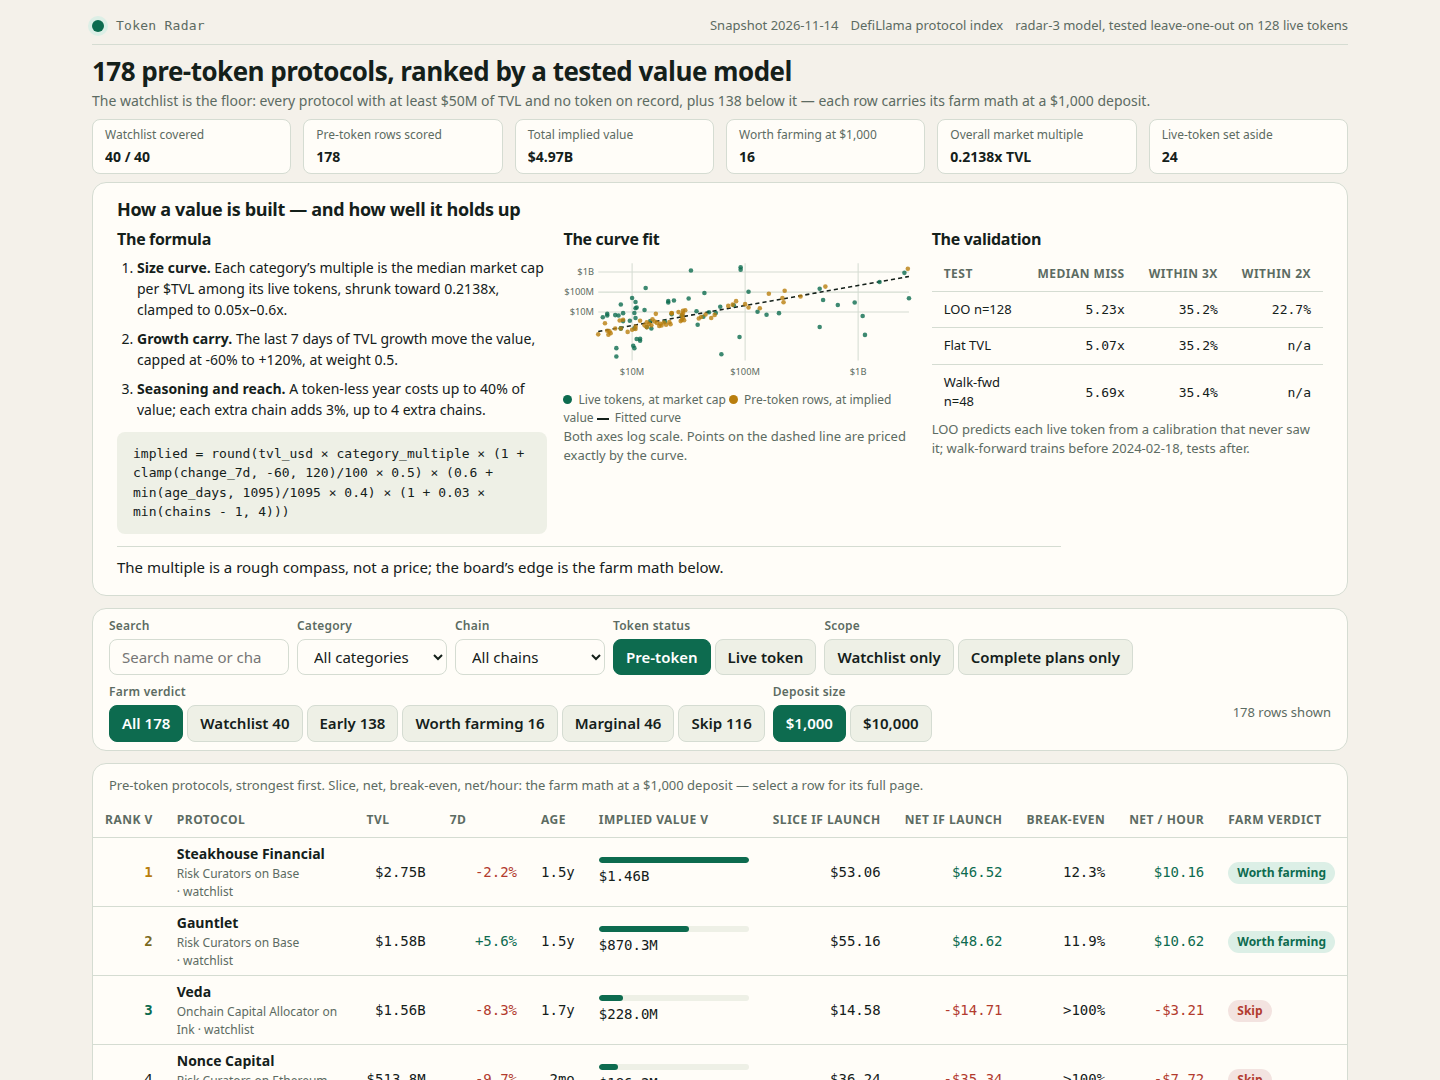 Token Radar
Snapshot 2026-11-14 DefiLlama protocol index radar-3 model, tested leave-one-out on 128 live tokens
178 pre-token protocols, ranked by a tested value model
The watchlist is the floor: every protocol with at least $50M of TVL and no token on record, plus 138 below it — each row carries its farm math at a $1,000 deposit.
Watchlist covered
40 / 40
Pre-token rows scored
178
Total implied value
$4.97B
Worth farming at $1,000
16
Overall market multiple
0.2138x TVL
Live-token set aside
24
How a value is built — and how well it holds up
The formula
1. Size curve. Each category's multiple is the median market cap
per $TVL among its live tokens, shrunk toward 0.2138x,
clamped to 0.05x–0.6x.
2. Growth carry. The last 7 days of TVL growth move the value,
capped at -60% to +120%, at weight 0.5.
3. Seasoning and reach. A token-less year costs up to 40% of
value; each extra chain adds 3%, up to 4 extra chains.
implied = round(tvl_usd × category_multiple × (1 +
clamp(change_7d, -60, 120)/100 × 0.5) × (0.6 +
min(age_days, 1095)/1095 × 0.4) × (1 + 0.03 ×
min(chains - 1, 4)))
The curve fit
$1B
$100M
$10M
$10M $100M $1B
Live tokens, at market cap Pre-token rows, at implied
value Fitted curve
Both axes log scale. Points on the dashed line are priced
exactly by the curve.
The validation
TEST MEDIAN MISS WITHIN 3X WITHIN 2X
LOO n=128 5.23x 35.2% 22.7%
Flat TVL 5.07x 35.2% n/a
Walk-fwd
n=48 5.69x 35.4% n/a
LOO predicts each live token from a calibration that never saw
it; walk-forward trains before 2024-02-18, tests after.
The multiple is a rough compass, not a price; the board's edge is the farm math below.
Search
Search name or cha
Category
All categories
Chain
All chains
Token status
Pre-token Live token
Scope
Watchlist only Complete plans only
Farm verdict
All 178 Watchlist 40 Early 138 Worth farming 16 Marginal 46 Skip 116
Deposit size
$1,000 $10,000
178 rows shown
Pre-token protocols, strongest first. Slice, net, break-even, net/hour: the farm math at a $1,000 deposit — select a row for its full page.
RANK V PROTOCOL TVL 7D AGE IMPLIED VALUE V SLICE IF LAUNCH NET IF LAUNCH BREAK-EVEN NET / HOUR FARM VERDICT
1 Steakhouse Financial $2.75B -2.2% 1.5y $1.46B $53.06 $46.52 12.3% $10.16 Worth farming
Risk Curators on Base
· watchlist
2 Gauntlet $1.58B +5.6% 1.5y $870.3M $55.16 $48.62 11.9% $10.62 Worth farming
Risk Curators on Base
· watchlist
3 Veda $1.56B -8.3% 1.7y $228.0M $14.58 -$14.71 >100% -$3.21 Skip
Onchain Capital Allocator on
Ink · watchlist
4 Nonce Capital $513.8M -9.7% 2mo $36.24 -$35.34 >100% -$7.72 Skip
Risk Curators on Ethereum